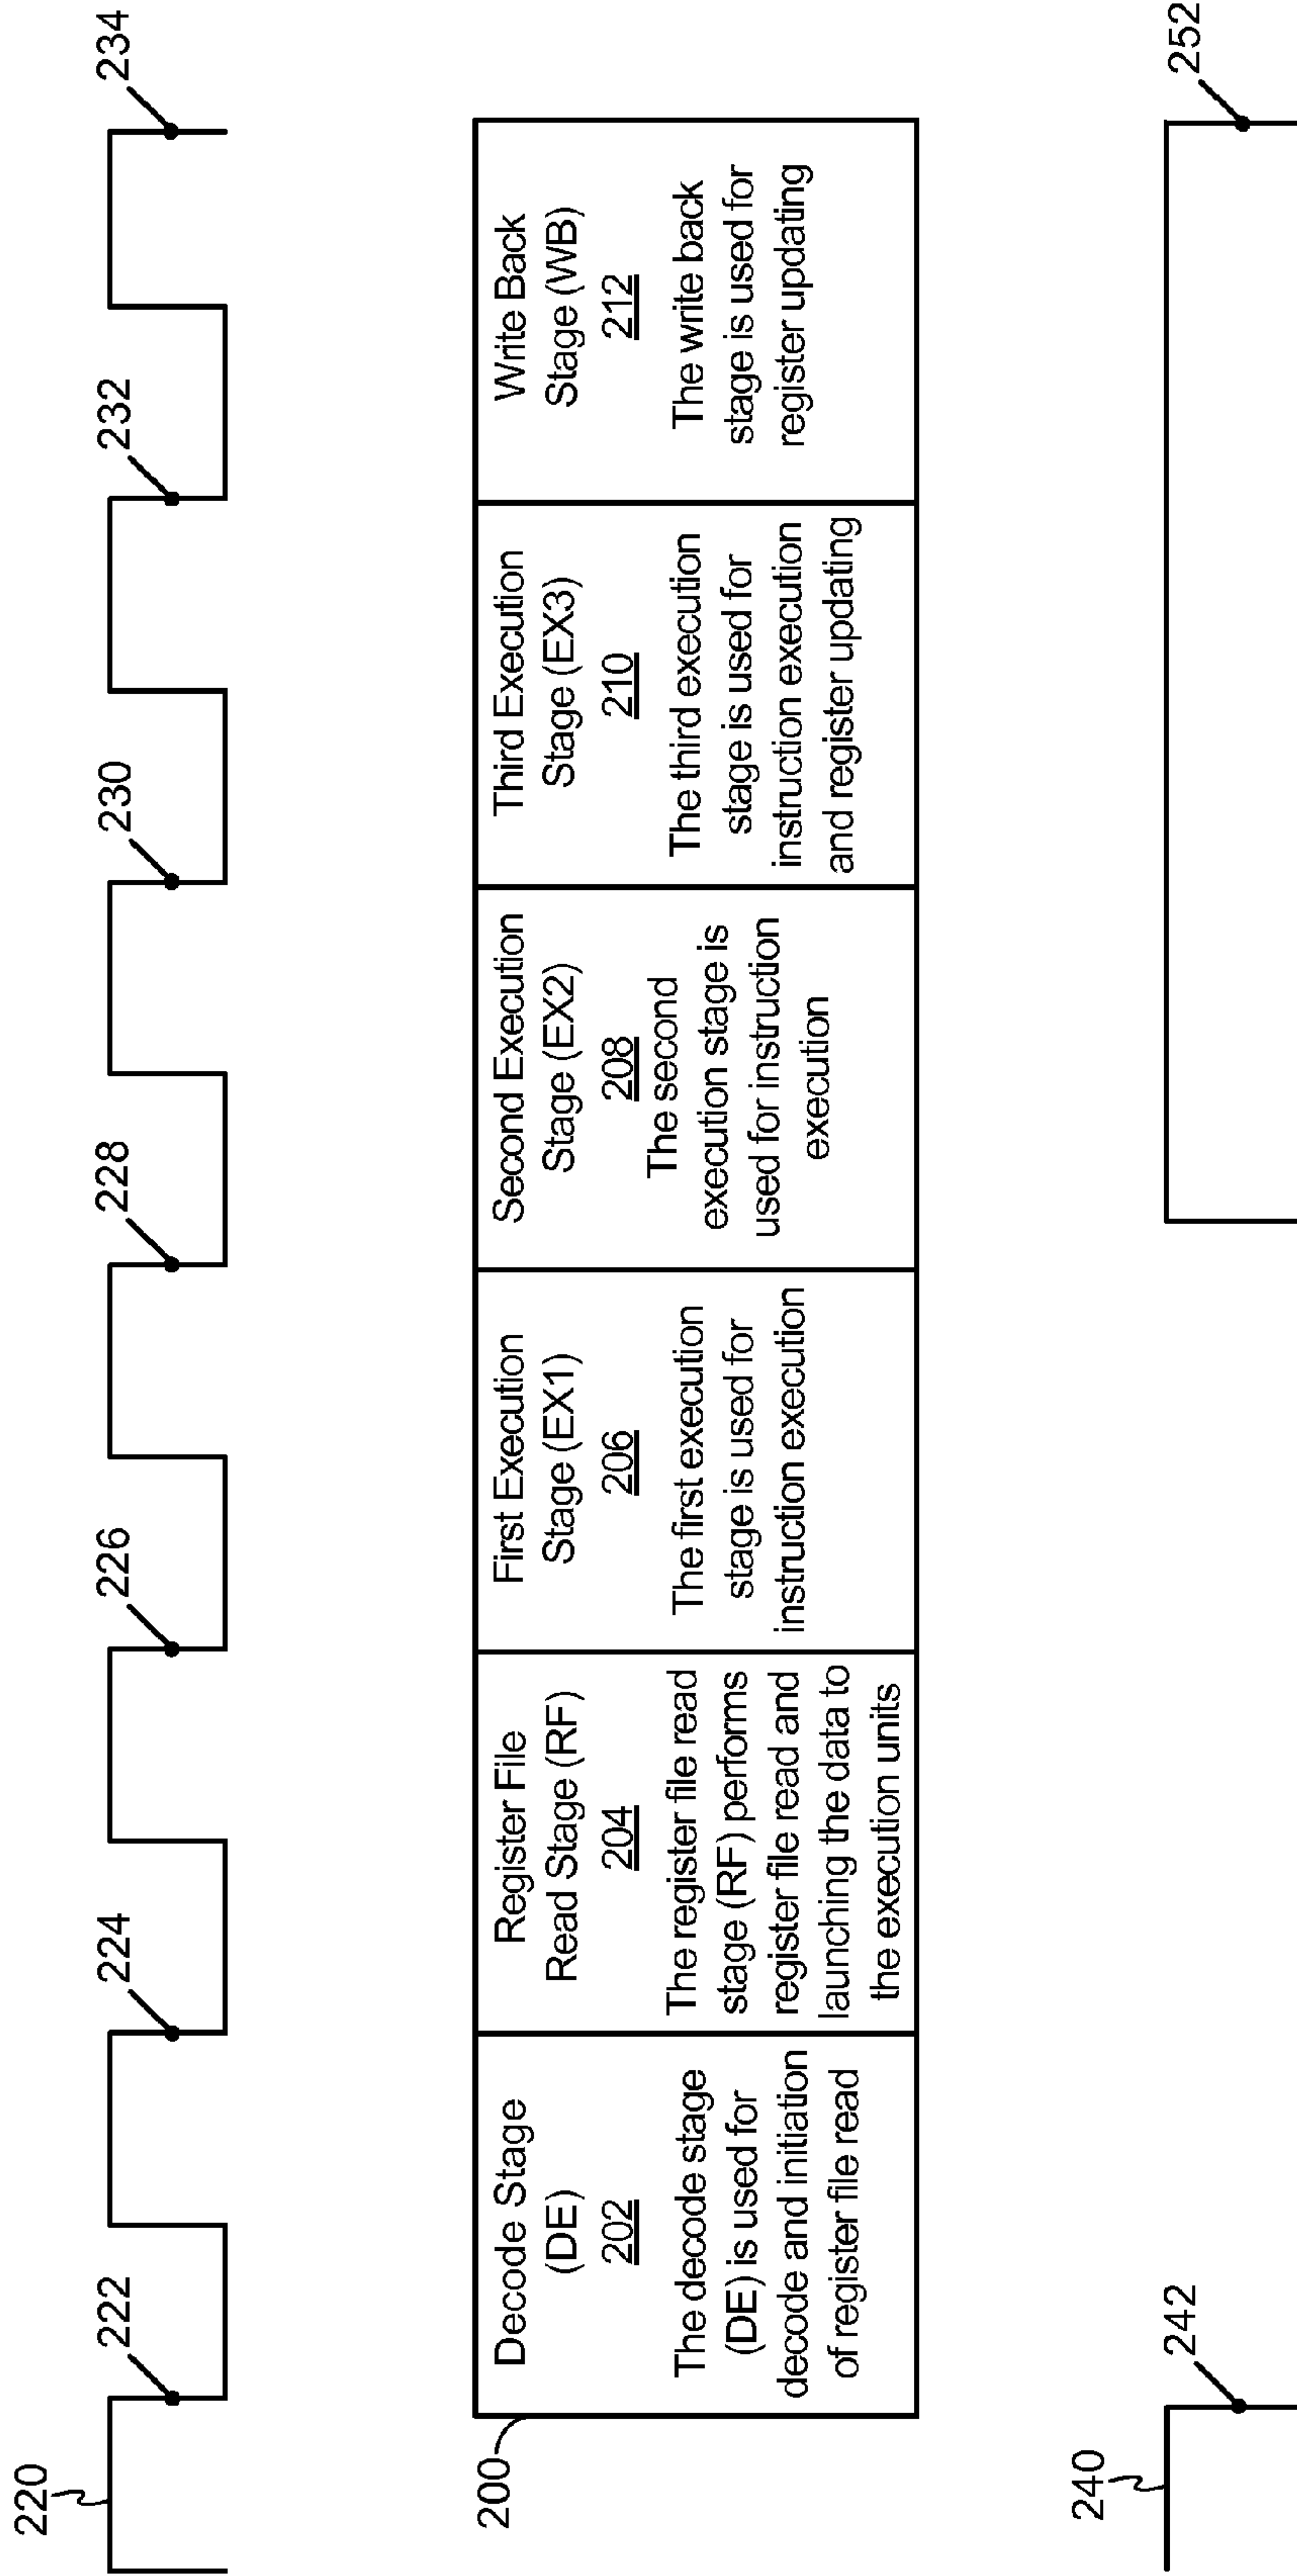 220
222
224
226
228
230
232
234
200
Decode Stage
(DE)
202
The decode stage
(DE) is used for
decode and initiation
of register file read
Register File
Read Stage (RF)
204
The register file read
stage (RF) performs
register file read and
launching the data to
the execution units
First Execution
Stage (EX1)
206
The first execution
stage is used for
instruction execution
Second Execution
Stage (EX2)
208
The second
execution stage is
used for instruction
execution
Third Execution
Stage (EX3)
210
The third execution
stage is used for
instruction execution
and register updating
Write Back
Stage (WB)
212
The write back
stage is used for
register updating
240
242
252